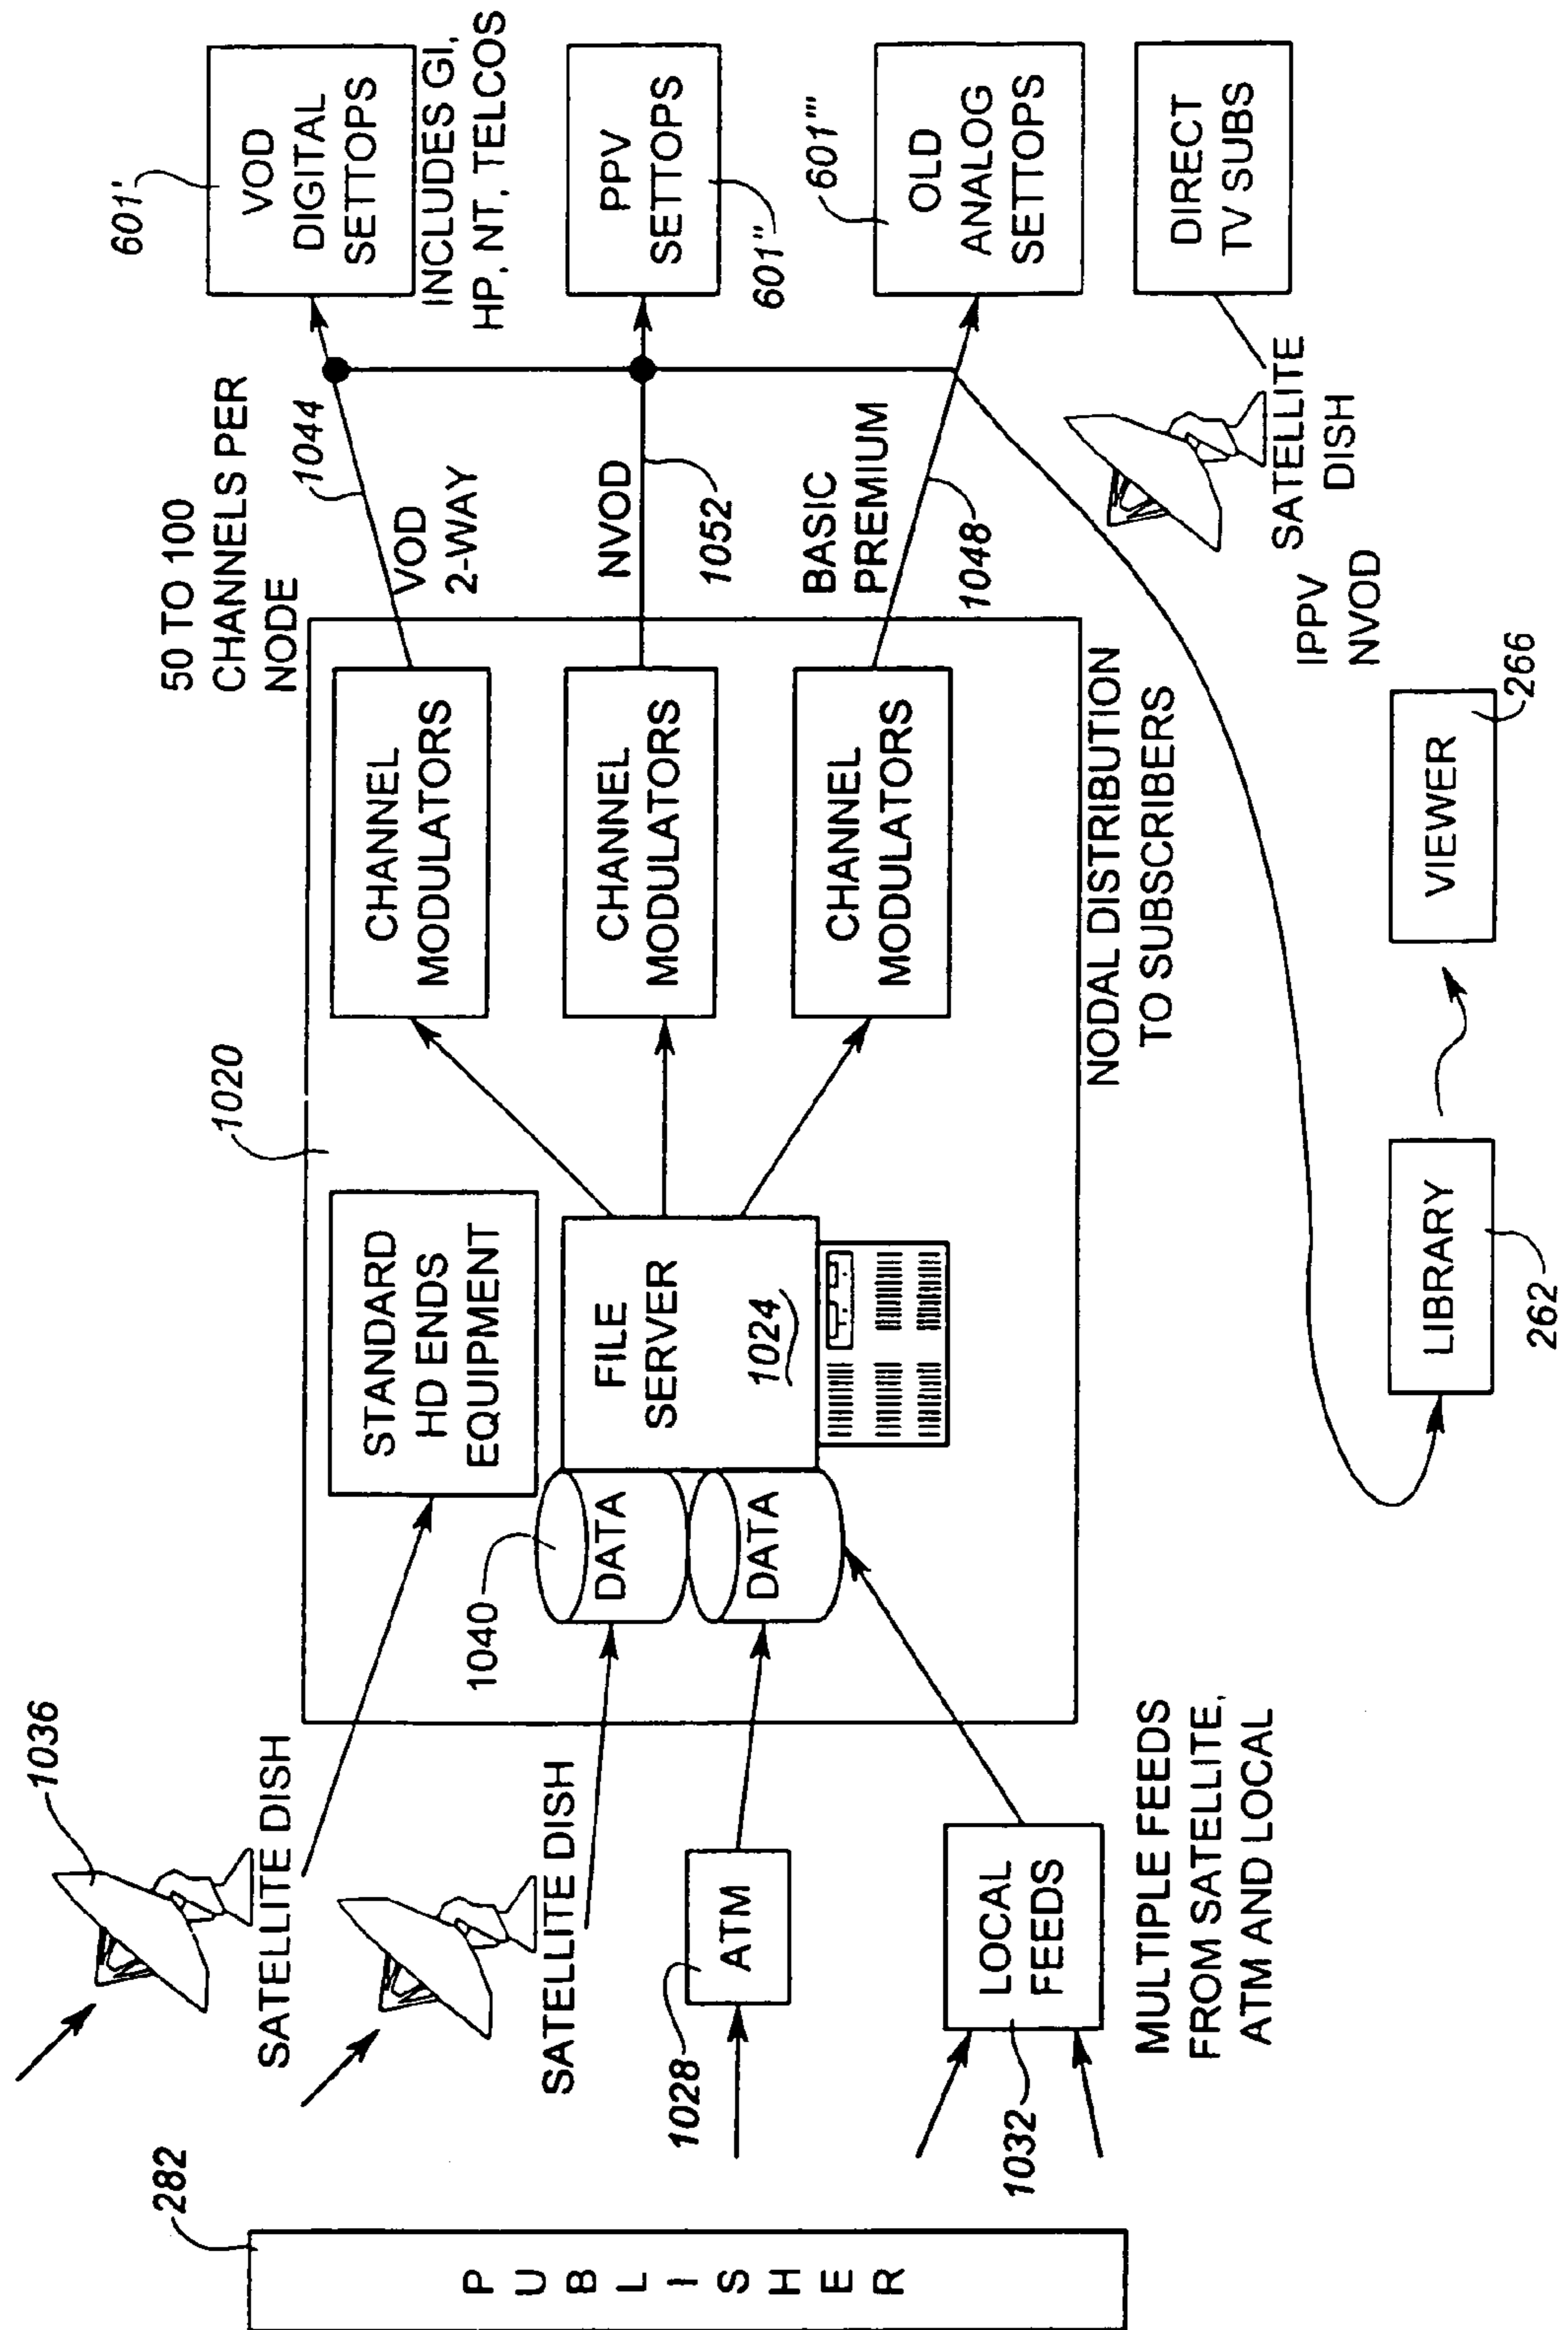 282
P U B L I S H E R
1036
SATELLITE DISH
SATELLITE DISH
1028
ATM
1032
LOCAL
FEEDS
MULTIPLE FEEDS
FROM SATELLITE,
ATM AND LOCAL
1020
STANDARD
HD ENDS
EQUIPMENT
1040
DATA
DATA
FILE
SERVER
1024
CHANNEL
MODULATORS
CHANNEL
MODULATORS
CHANNEL
MODULATORS
NODAL DISTRIBUTION
TO SUBSCRIBERS
50 TO 100
CHANNELS PER
NODE
1044
VOD
2-WAY
NVOD
1052
BASIC
PREMIUM
1048
601'
VOD
DIGITAL
SETTOPS
INCLUDES GI,
HP, NT, TELCOS
PPV
SETTOPS
601"
601"'
OLD
ANALOG
SETTOPS
DIRECT
TV SUBS
SATELLITE
DISH
IPPV
NVOD
LIBRARY
262
VIEWER
266